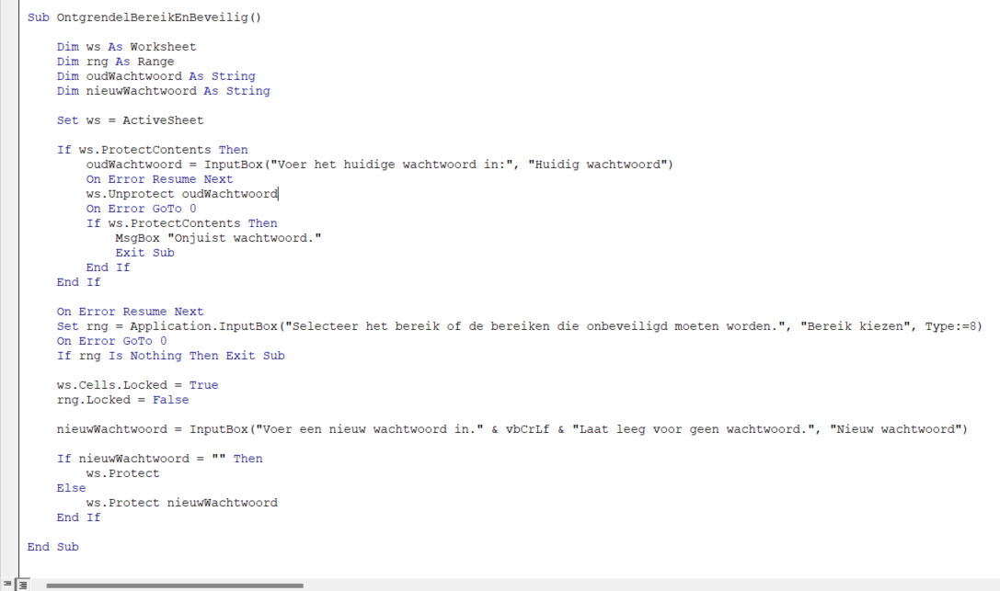 Sub OntgrendelBereikEnBeveilig()
Dim ws As Worksheet
Dim rng As Range
Dim oudWachtwoord As String
Dim nieuwWachtwoord As String
Set ws = ActiveSheet
If ws.ProtectContents Then
oudWachtwoord = InputBox("Voer het huidige wachtwoord in:", "Huidig wachtwoord")
On Error Resume Next
ws.Unprotect oudWachtwoord
On Error GoTo 0
If ws.ProtectContents Then
MsgBox "Onjuist wachtwoord."
Exit Sub
End If
End If
On Error Resume Next
Set rng = Application.InputBox("Selecteer het bereik of de bereiken die onbeveiligd moeten worden.", "Bereik kiezen", Type:=8)
On Error GoTo 0
If rng Is Nothing Then Exit Sub
ws.Cells.Locked = True
rng.Locked = False
nieuwWachtwoord = InputBox("Voer een nieuw wachtwoord in." & vbCrLf & "Laat leeg voor geen wachtwoord.", "Nieuw wachtwoord")
If nieuwWachtwoord = "" Then
ws.Protect
Else
ws.Protect nieuwWachtwoord
End If
End Sub